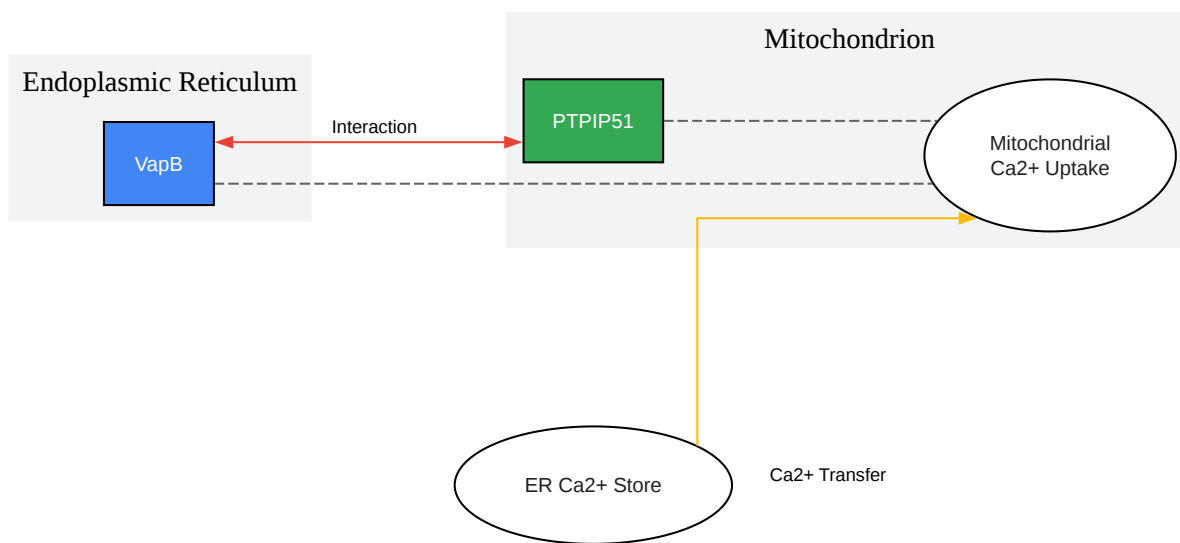 Mitochondrion
Endoplasmic Reticulum
Interaction
PTPIP51
VapB
Mitochondrial
Ca2+ Uptake
ER Ca2+ Store
Ca2+ Transfer